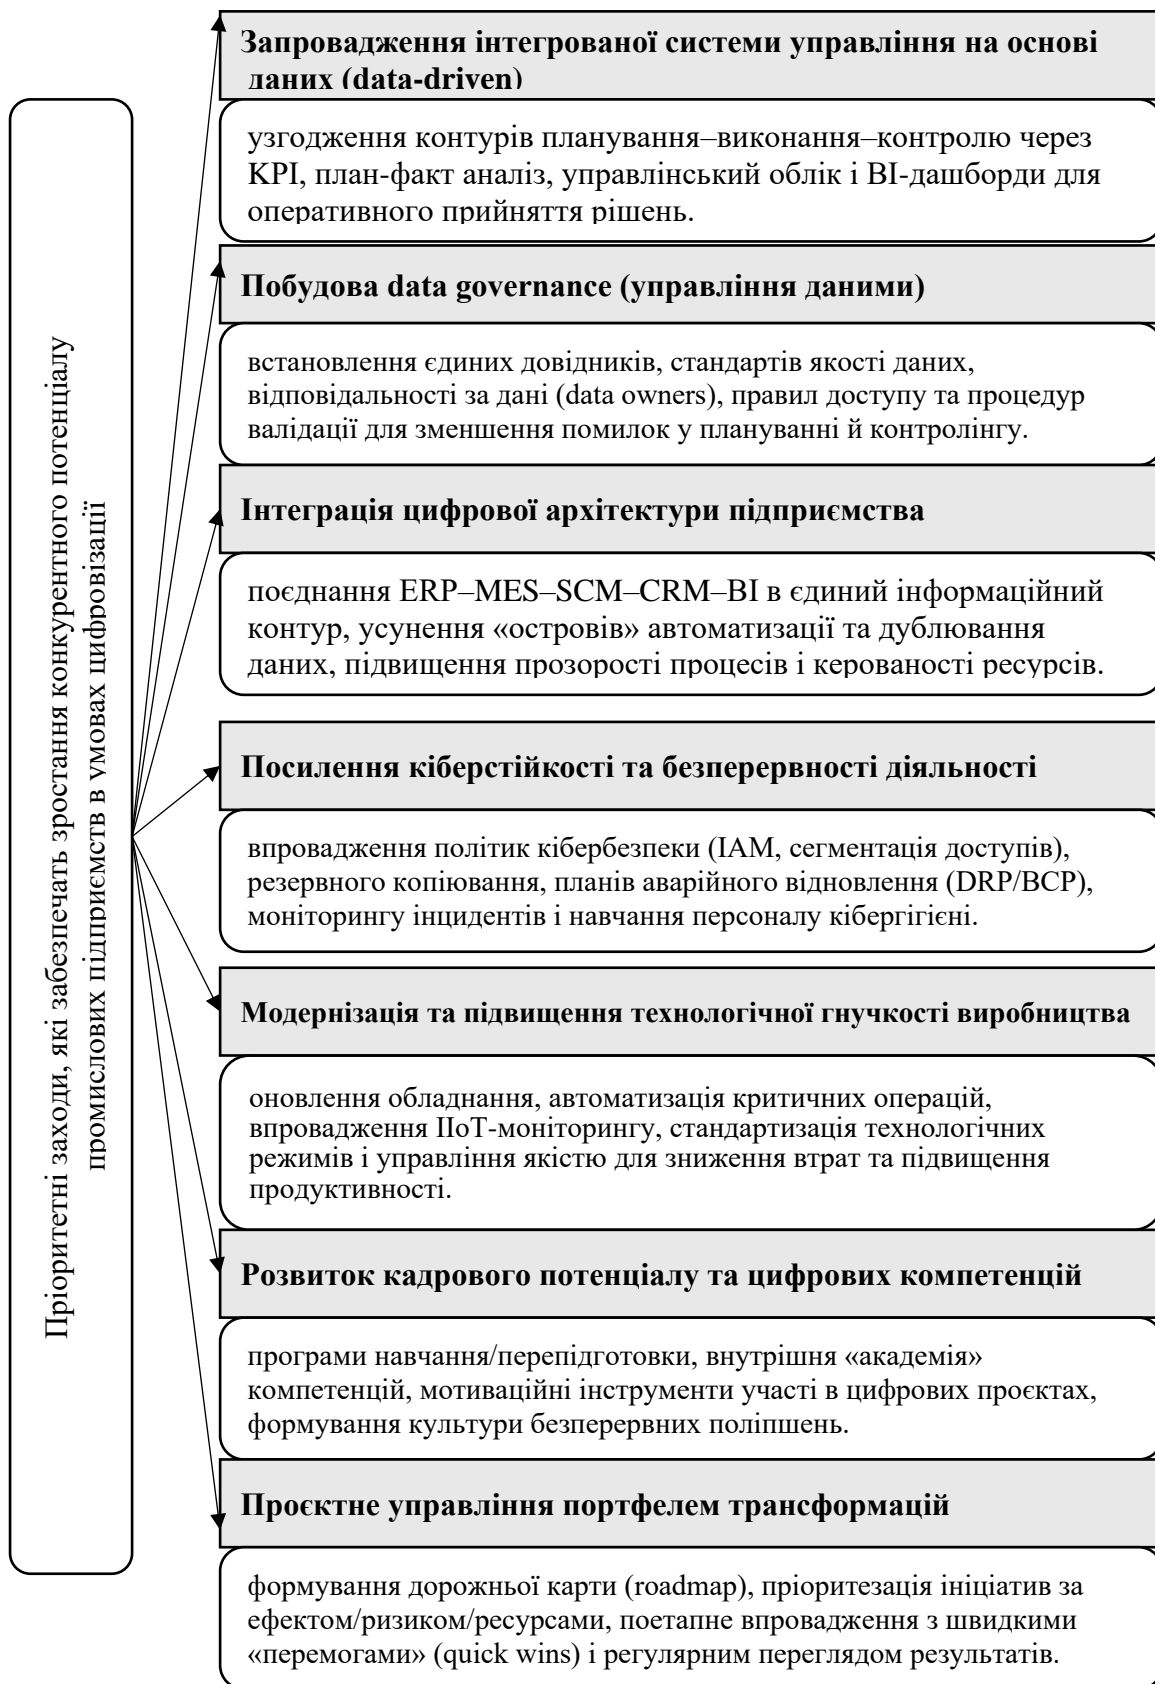 Пріоритетні заходи, які забезпечать зростання конкурентного потенціалу
промислових підприємств в умовах цифровізації
Запровадження інтегрованої системи управління на основі
даних (data-driven)
узгодження контурів планування–виконання–контролю через
KPI, план-факт аналіз, управлінський облік і BI-дашборди для
оперативного прийняття рішень.
Побудова data governance (управління даними)
встановлення єдиних довідників, стандартів якості даних,
відповідальності за дані (data owners), правил доступу та процедур
валідації для зменшення помилок у плануванні й контролінгу.
Інтеграція цифрової архітектури підприємства
поєднання ERP–MES–SCM–CRM–BI в єдиний інформаційний
контур, усунення «островів» автоматизації та дублювання
даних, підвищення прозорості процесів і керованості ресурсів.
Посилення кіберстійкості та безперервності діяльності
впровадження політик кібербезпеки (IAM, сегментація доступів),
резервного копіювання, планів аварійного відновлення (DRP/BCP),
моніторингу інцидентів і навчання персоналу кібергігієні.
Модернізація та підвищення технологічної гнучкості виробництва
оновлення обладнання, автоматизація критичних операцій,
впровадження IIoT-моніторингу, стандартизація технологічних
режимів і управління якістю для зниження втрат та підвищення
продуктивності.
Розвиток кадрового потенціалу та цифрових компетенцій
програми навчання/перепідготовки, внутрішня «академія»
компетенцій, мотиваційні інструменти участі в цифрових проєктах,
формування культури безперервних поліпшень.
Проєктне управління портфелем трансформацій
формування дорожньої карти (roadmap), пріоритезація ініціатив за
ефектом/ризиком/ресурсами, поетапне впровадження з швидкими
«перемогами» (quick wins) і регулярним переглядом результатів.